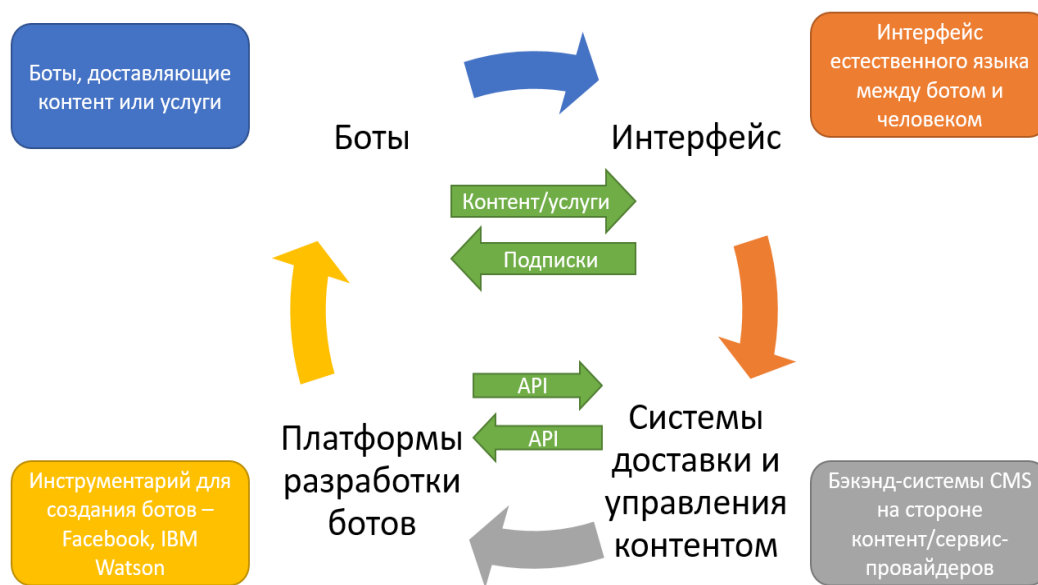 Боты, доставляющие
контент или услуги
Интерфейс
естественного языка
между ботом и
человеком
Боты
Интерфейс
Контент/услуги
Подписки
API
API
Платформы
разработки
ботов
Системы
доставки и
управления
контентом
Инструментарий для
создания ботов –
Facebook, IBM
Watson
Бэкэнд-системы CMS
на стороне
контент/сервис-
провайдеров